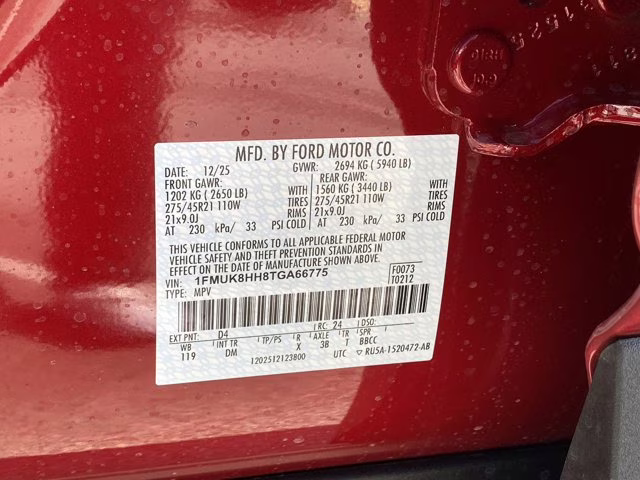 MFD. BY FORD MOTOR CO.
DATE: 12/25 GVWR: 2694 KG ( 5940 LB)
FRONT GAWR: REAR GAWR:
1202 KG ( 2650 LB) WITH 1560 KG ( 3440 LB) WITH
275/45R21 110W TIRES 275/45R21 110W TIRES
21x9.0J RIMS 21x9.0J RIMS
AT 230 kPa/ 33 PSI COLD AT 230 kPa/ 33 PSI COLD
THIS VEHICLE CONFORMS TO ALL APPLICABLE FEDERAL MOTOR
VEHICLE SAFETY AND THEFT PREVENTION STANDARDS IN
EFFECT ON THE DATE OF MANUFACTURE SHOWN ABOVE.
VIN: 1FMUK8HH8TGA66775 F0073
TYPE: MPV T0212
EXT PNT: D4 RC: 24 DSO:
WB INT TR TP/PS R AXLE TR SPR
119 DM X 3B T BBCC
1202512123800 UTC ▽ RU5A-1520472-AB